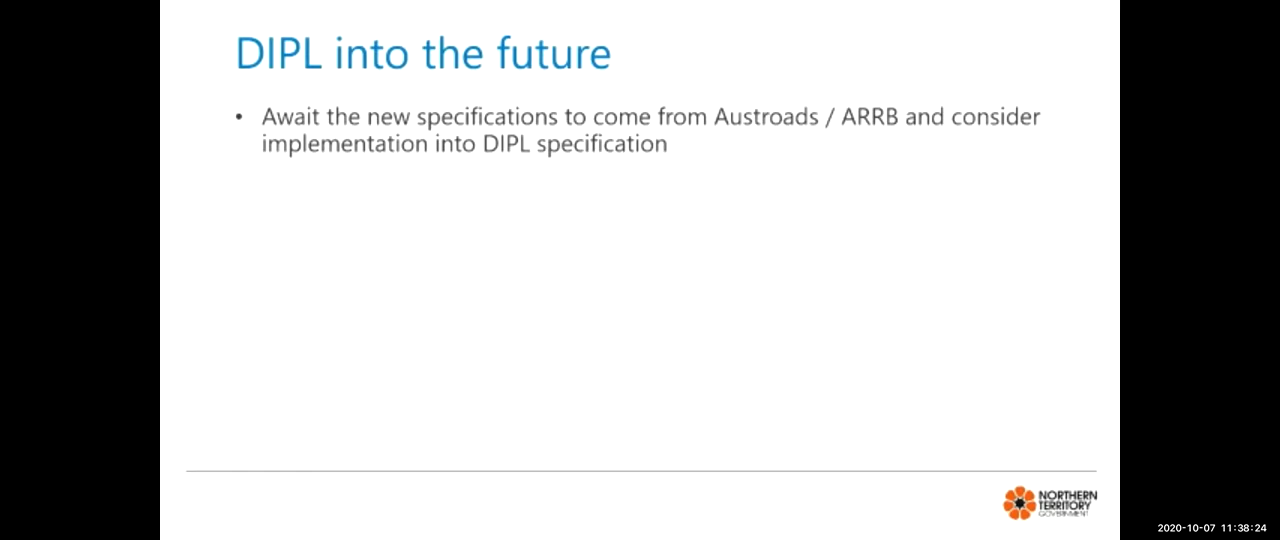 DIPL into the future
• Await the new specifications to come from Austroads / ARRB and consider
implementation into DIPL specification
NORTHERN
TERRITORY
GOVERNMENT
2020-10-07 11:38:24